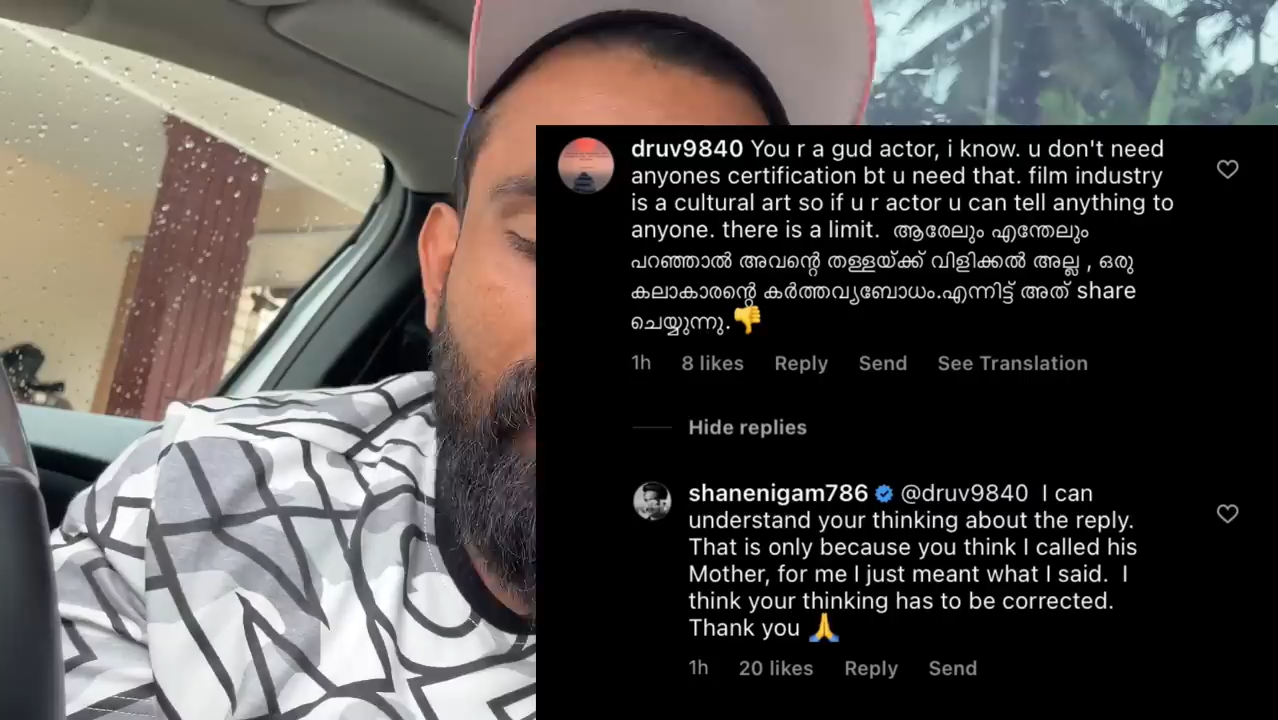 druv9840 You r a gud actor, i know. u don't need
anyones certification bt u need that. film industry
is a cultural art so if u r actor u can tell anything to
anyone. there is a limit.  ആരേലും എന്തേലും
പറഞ്ഞാൽ അവന്റെ തള്ളയ്ക്ക് വിളിക്കൽ അല്ല , ഒരു
കലാകാരന്റെ കർത്തവ്യബോധം.എന്നിട്ട് അത് share
ചെയ്യുന്നു.👎
1h 8 likes Reply Send See Translation
Hide replies
shanenigam786 @druv9840 I can
understand your thinking about the reply.
That is only because you think I called his
Mother, for me I just meant what I said.  I
think your thinking has to be corrected.
Thank you 🙏
1h 20 likes Reply Send